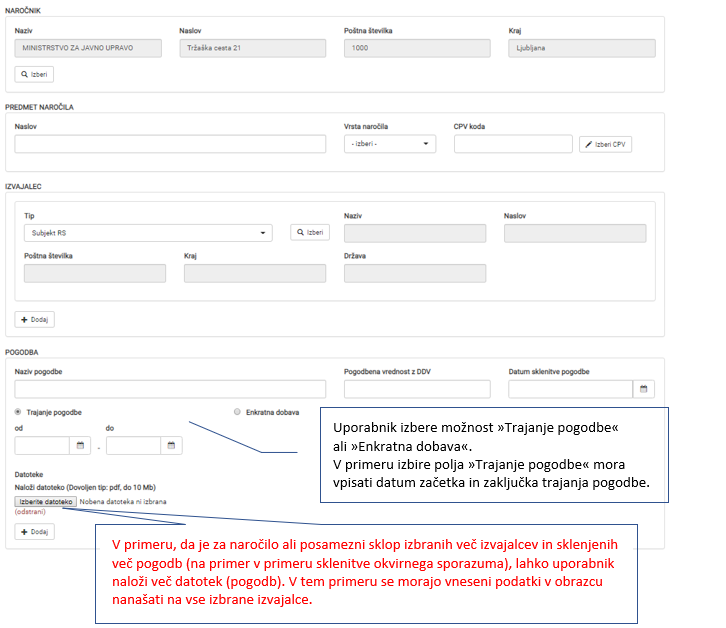 NAROČNIK
Naziv Naslov Poštna številka Kraj
MINISTRSTVO ZA JAVNO UPRAVO Tržaška cesta 21 1000 Ljubljana
Izberi
PREDMET NAROČILA
Naslov Vrsta naročila CPV koda
- Izberi - Izberi CPV
IZVAJALEC
Tip Naziv Naslov
Subjekt RS Izberi
Poštna številka Kraj Država
Dodaj
POGODBA
Naziv pogodbe Pogodbena vrednost z DDV Datum sklenitve pogodbe
Trajanje pogodbe Enkratna dobava
od do
-
Uporabnik izbere možnost »Trajanje pogodbe«
ali »Enkratna dobava«.
V primeru izbire polja »Trajanje pogodbe« mora
vpisati datum začetka in zaključka trajanja pogodbe.
Datoteke
Naloži datoteko (Dovoljen tip: pdf, do 10 Mb)
Izberite datoteko Nobena datoteka ni izbrana
(odstrani)
Dodaj
V primeru, da je za naročilo ali posamezni sklop izbranih več izvajalcev in sklenjenih
več pogodb (na primer v primeru sklenitve okvirnega sporazuma), lahko uporabnik
naloži več datotek (pogodb). V tem primeru se morajo vneseni podatki v obrazcu
nanašati na vse izbrane izvajalce.